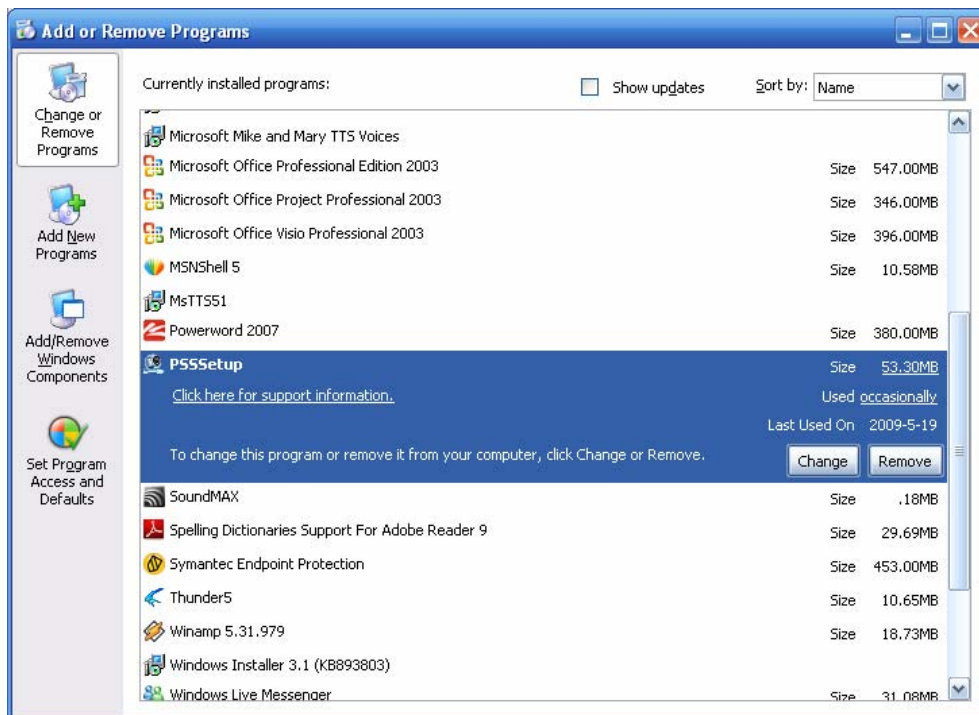 Add or Remove Programs
Change or
Remove
Programs
Add New
Programs
Add/Remove
Windows
Components
Set Program
Access and
Defaults
Currently installed programs:
Show updates
Sort by: Name
Microsoft Mike and Mary TTS Voices
Microsoft Office Professional Edition 2003 Size 547.00MB
Microsoft Office Project Professional 2003 Size 346.00MB
Microsoft Office Visio Professional 2003 Size 396.00MB
MSNShell 5 Size 10.58MB
MsTTS51
Powerword 2007 Size 380.00MB
PSSSetup Size 53.30MB
Click here for support information. Used occasionally
Last Used On 2009-5-19
To change this program or remove it from your computer, click Change or Remove. Change Remove
SoundMAX Size .18MB
Spelling Dictionaries Support For Adobe Reader 9 Size 29.69MB
Symantec Endpoint Protection Size 453.00MB
Thunder5 Size 10.65MB
Winamp 5.31.979 Size 18.73MB
Windows Installer 3.1 (KB893803)
Windows Live Messenger Size 31.08MB